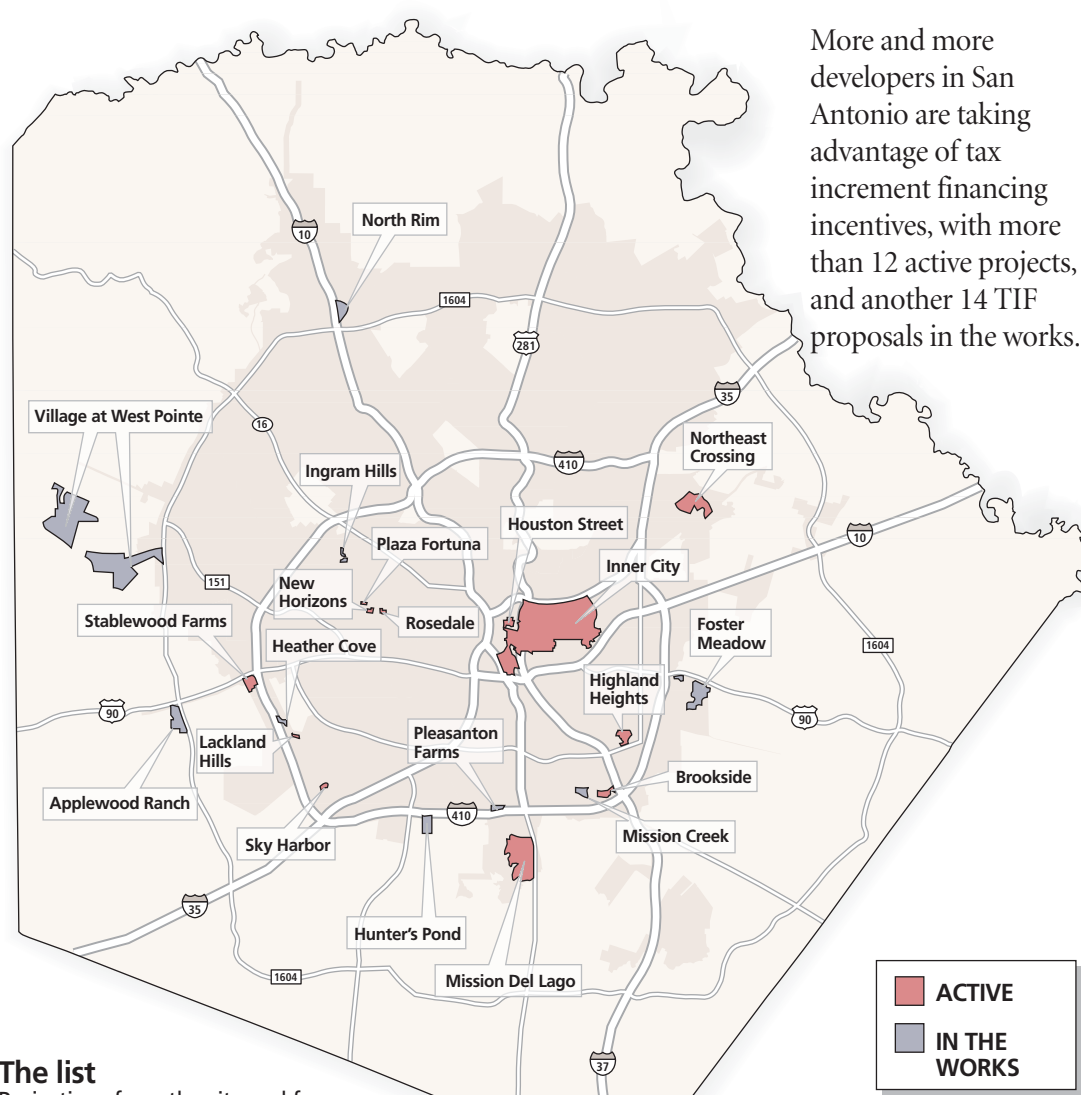 More and more
developers in San
Antonio are taking
advantage of tax
increment financing
incentives, with more
than 12 active projects,
and another 14 TIF
proposals in the works.
North Rim
10
1604
281
35
Village at West Pointe
16
Ingram Hills
410
Northeast
Crossing
Houston Street
10
Plaza Fortuna
Inner City
151
New
Horizons
Rosedale
Stablewood Farms
Foster
Meadow
Heather Cove
1604
Highland
Heights
90
90
Lackland
Hills
Pleasanton
Farms
Brookside
Applewood Ranch
410
Mission Creek
Sky Harbor
35
Hunter's Pond
Mission Del Lago
1604
37
ACTIVE
IN THE
WORKS
The list